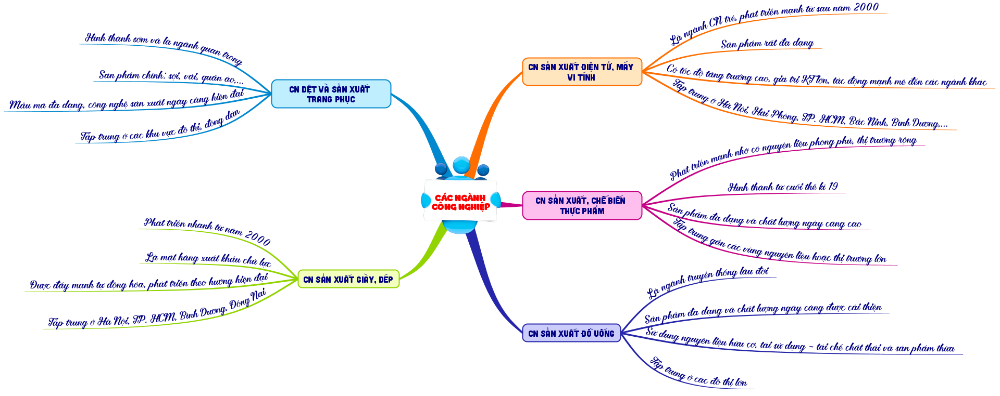 CÁC NGÀNH
CÔNG NGHIỆP
CN SẢN XUẤT ĐIỆN TỬ, MÁY
VI TÍNH
Là ngành CN trẻ, phát triển mạnh từ sau năm 2000
Sản phẩm rất đa dạng
Có tốc độ tăng trưởng cao, giá trị KT lớn, tác động mạnh mẽ đến các ngành khác
Tập trung ở Hà Nội, Hải Phòng, TP. HCM, Bắc Ninh, Bình Dương,...
CN SẢN XUẤT, CHẾ BIẾN
THỰC PHẨM
Phát triển mạnh nhờ có nguyên liệu phong phú, thị trường rộng
Hình thành từ cuối thế kỉ 19
Sản phẩm đa dạng và chất lượng ngày càng cao
Tập trung gần các vùng nguyên liệu hoặc thị trường lớn
CN SẢN XUẤT ĐỒ UỐNG
Là ngành truyền thống lâu đời
Sản phẩm đa dạng và chất lượng ngày càng được cải thiện
Sử dụng nguyên liệu hữu cơ, tái sử dụng - tái chế chất thải và sản phẩm thừa
Tập trung ở các đô thị lớn
CN DỆT VÀ SẢN XUẤT
TRANG PHỤC
Hình thành sớm và là ngành quan trọng
Sản phẩm chính: sợi, vải, quần áo,...
Mẫu mã đa dạng, công nghệ sản xuất ngày càng hiện đại
Tập trung ở các khu vực đô thị, đông dân
CN SẢN XUẤT GIÀY, DÉP
Phát triển nhanh từ năm 2000
Là mặt hàng xuất khẩu chủ lực
Được đẩy mạnh tự động hóa, phát triển theo hướng hiện đại
Tập trung ở Hà Nội, TP. HCM, Bình Dương, Đồng Nai